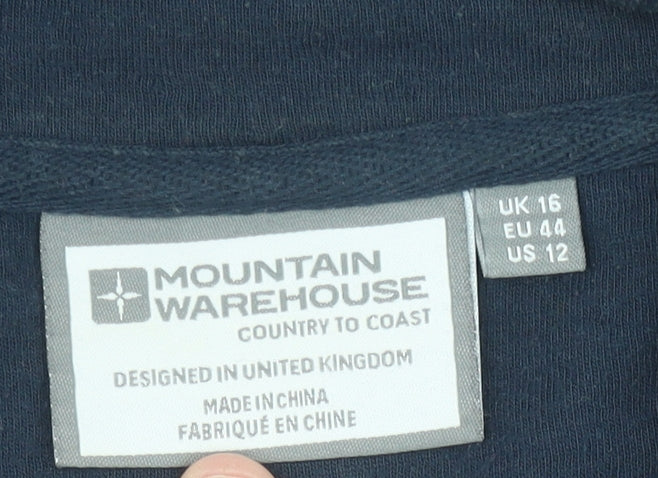 MOUNTAIN
WAREHOUSE
COUNTRY TO COAST
DESIGNED IN UNITED KINGDOM
MADE IN CHINA
FABRIQUÉ EN CHINE
UK 16
EU 44
US 12